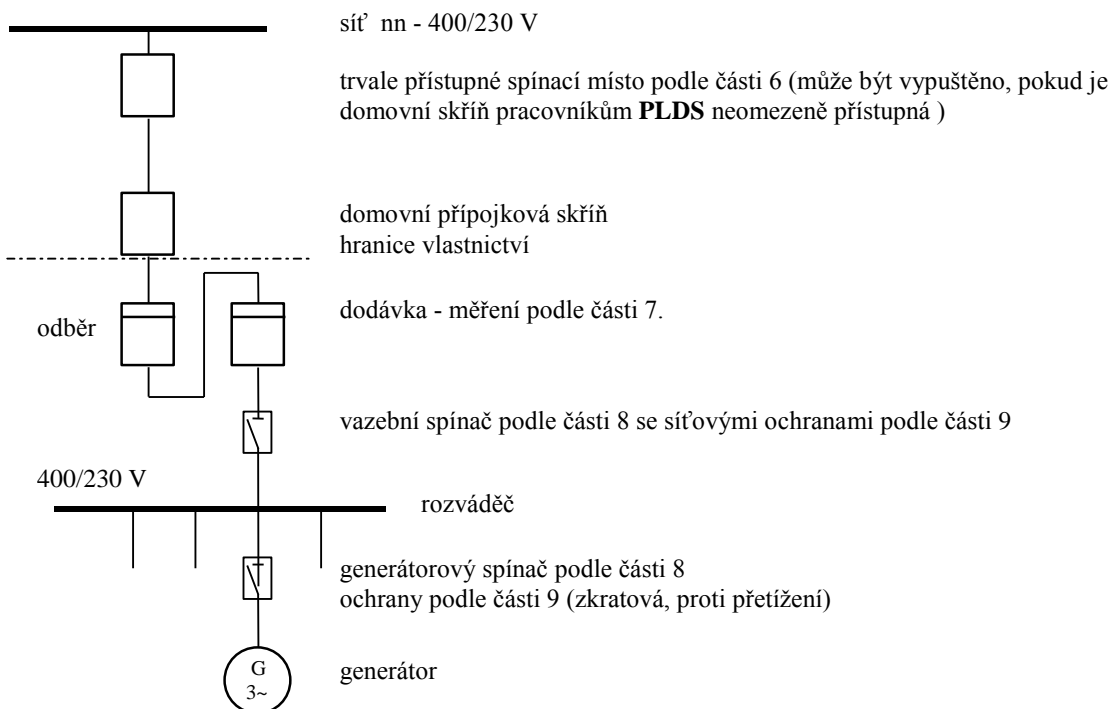 síť nn - 400/230 V
trvale přístupné spínací místo podle části 6 (může být vypuštěno, pokud je
domovní skříň pracovníkům PLDS neomezeně přístupná )
domovní přípojková skříň
hranice vlastnictví
odběr
dodávka - měření podle části 7.
vazební spínač podle části 8 se síťovými ochranami podle části 9
400/230 V
rozváděč
generátorový spínač podle části 8
ochrany podle části 9 (zkratová, proti přetížení)
G
3~
generátor